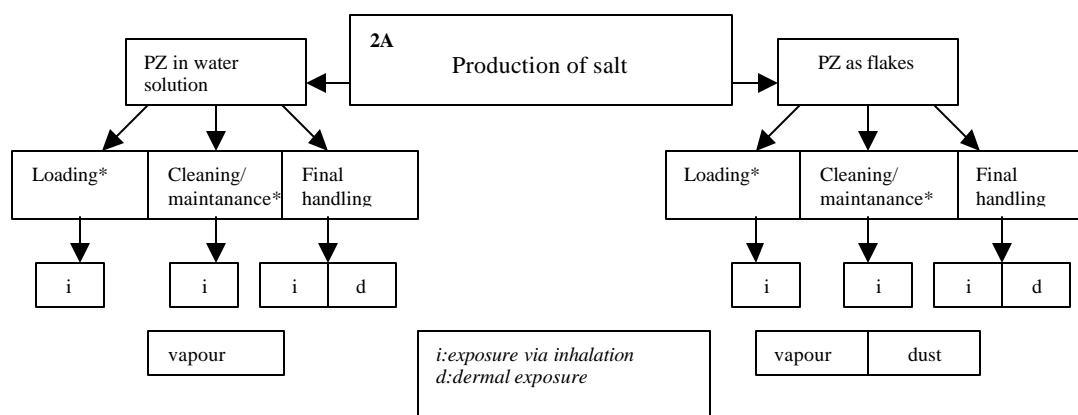 2A
Production of salt
PZ in water
solution
PZ as flakes
Loading*
Cleaning/
maintanance*
Final
handling
Loading*
Cleaning/
maintanance*
Final
handling
i
i
i
d
i
i
i
d
vapour
vapour
dust
i:exposure via inhalation
d:dermal exposure